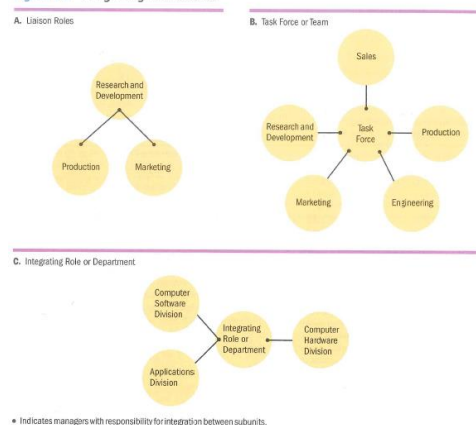 A. Liaison Roles
Research and
Development
Production
Marketing
B. Task Force or Team
Sales
Research and
Development
Task
Force
Production
Marketing
Engineering
C. Integrating Role or Department
Computer
Software
Division
Integrating
Role or
Department
Computer
Hardware
Division
Applications
Division
• Indicates managers with responsibility for integration between subunits.